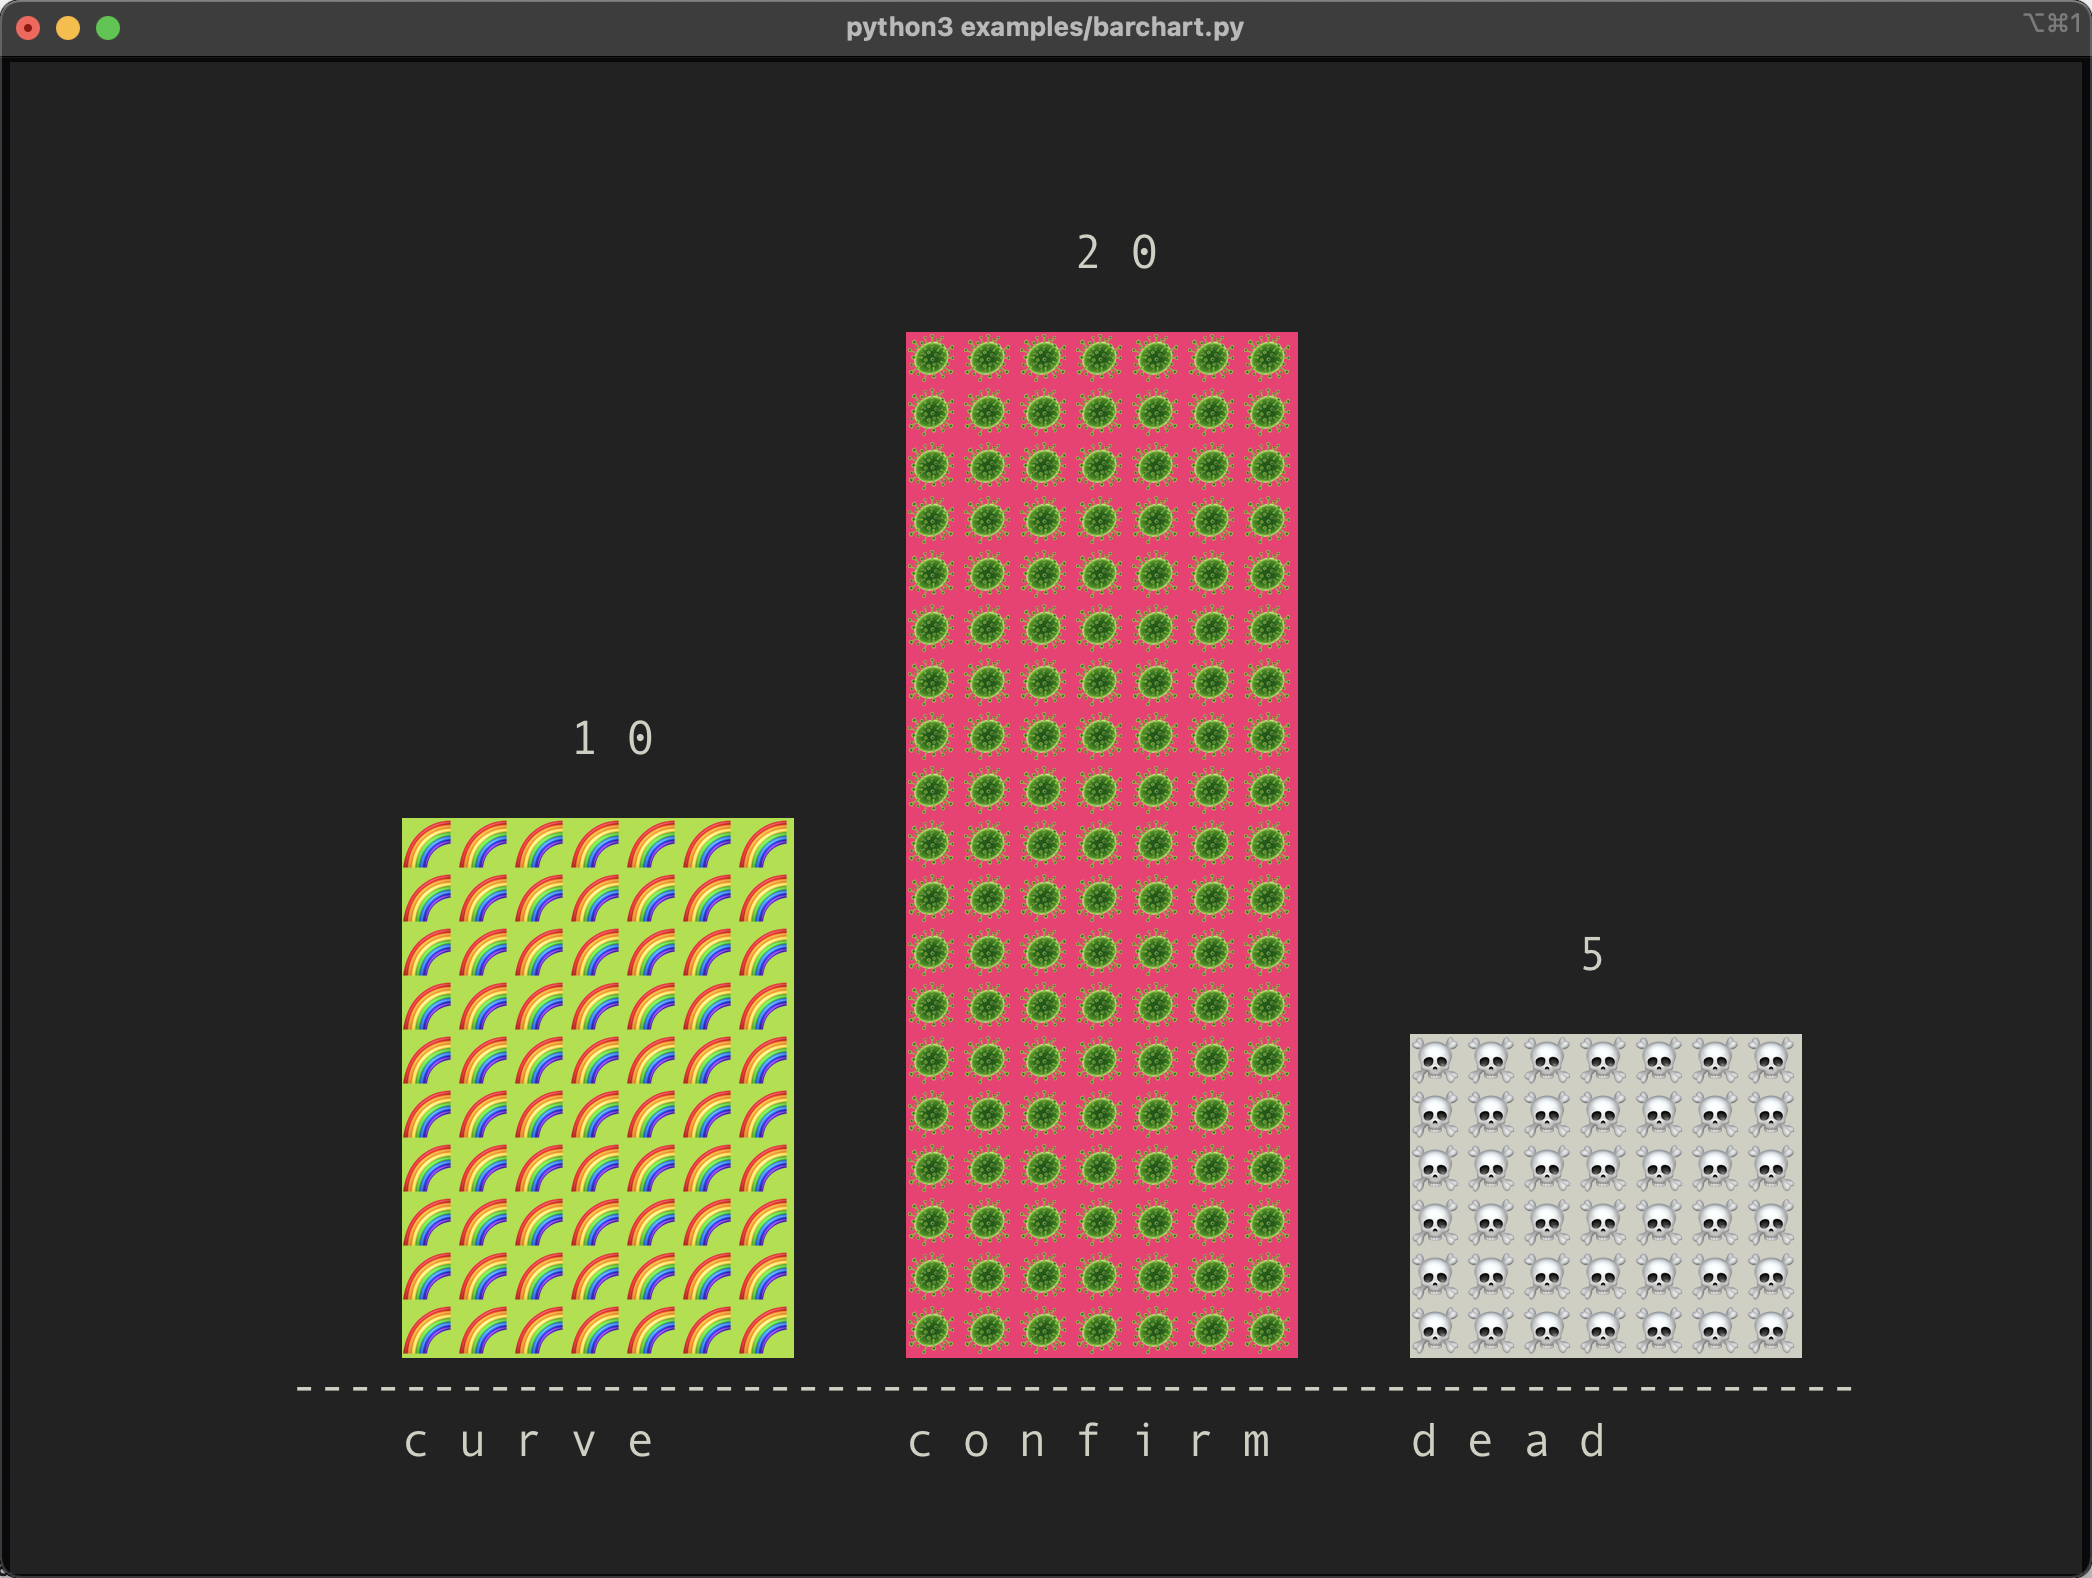 python3 examples/barchart.py
⌥⌘1
2 0
1 0
5
--------------------------------------------------------
c u r v e c o n f i r m d e a d